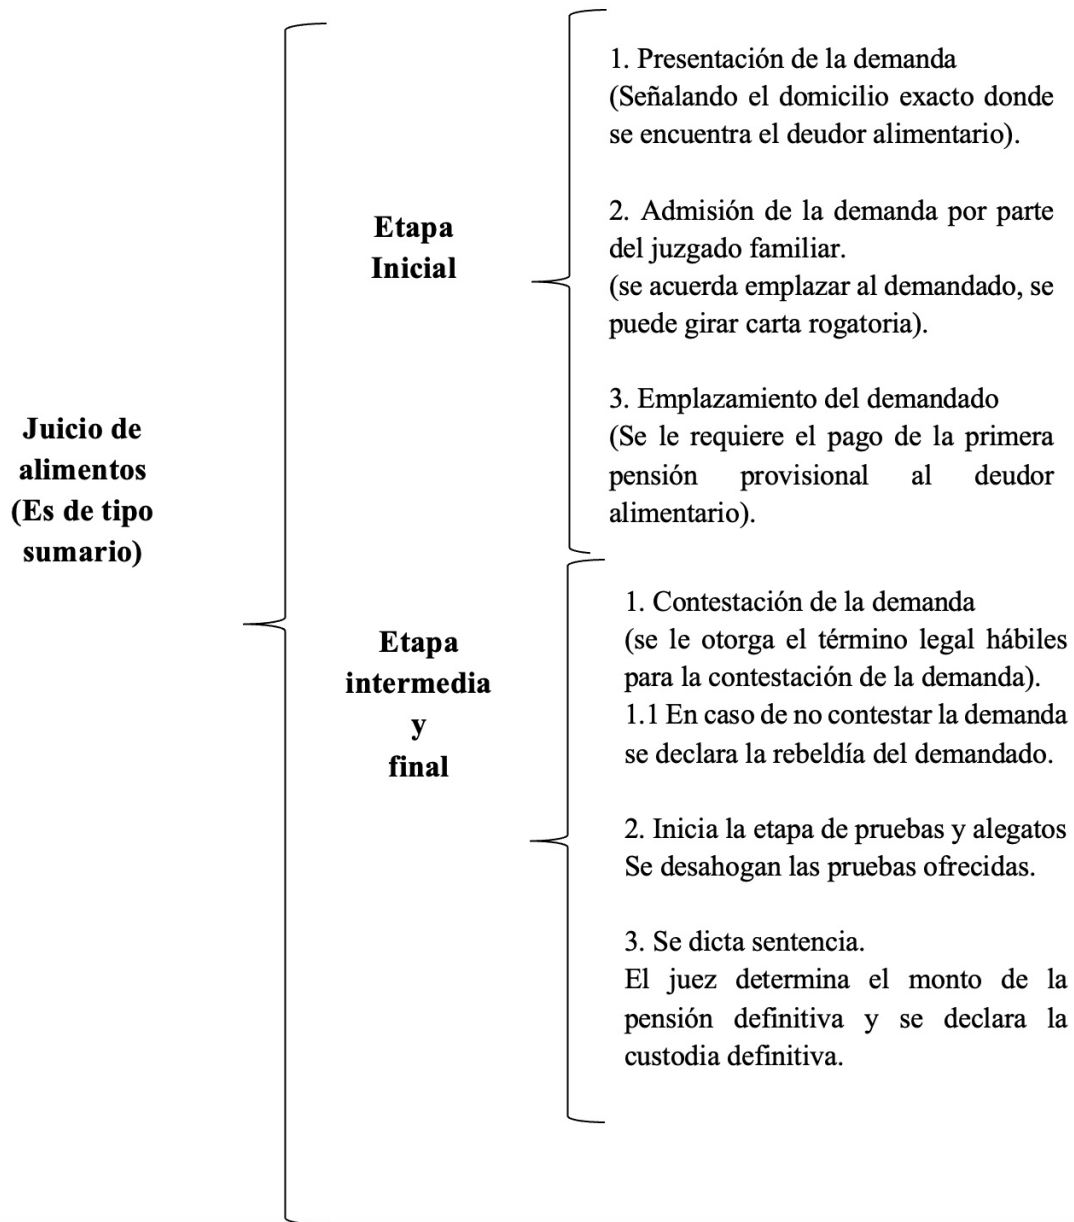 Juicio de
alimentos
(Es de tipo
sumario)
Etapa
Inicial
1. Presentación de la demanda
(Señalando el domicilio exacto donde
se encuentra el deudor alimentario).
2. Admisión de la demanda por parte
del juzgado familiar.
(se acuerda emplazar al demandado, se
puede girar carta rogatoria).
3. Emplazamiento del demandado
(Se le requiere el pago de la primera
pensión provisional al deudor
alimentario).
Etapa
intermedia
y
final
1. Contestación de la demanda
(se le otorga el término legal hábiles
para la contestación de la demanda).
1.1 En caso de no contestar la demanda
se declara la rebeldía del demandado.
2. Inicia la etapa de pruebas y alegatos
Se desahogan las pruebas ofrecidas.
3. Se dicta sentencia.
El juez determina el monto de la
pensión definitiva y se declara la
custodia definitiva.